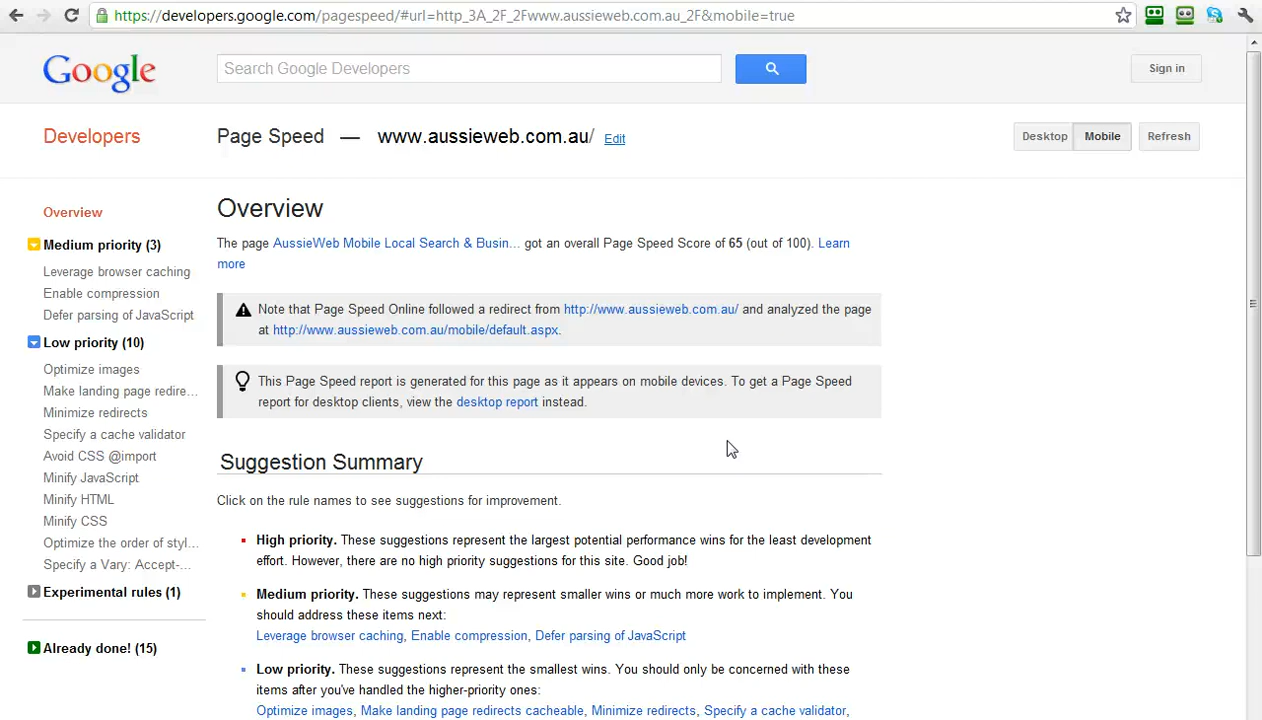 https://developers.google.com/pagespeed/#url=http_3A_2F_2Fwww.aussieweb.com.au_2F&mobile=true
Google
Search Google Developers
Sign in
Developers
Page Speed — www.aussieweb.com.au/ Edit
Desktop Mobile Refresh
Overview
Medium priority (3)
Leverage browser caching
Enable compression
Defer parsing of JavaScript
Low priority (10)
Optimize images
Make landing page redire...
Minimize redirects
Specify a cache validator
Avoid CSS @import
Minify JavaScript
Minify HTML
Minify CSS
Optimize the order of styl...
Specify a Vary: Accept-...
Experimental rules (1)
Already done! (15)
Overview
The page AussieWeb Mobile Local Search & Busin... got an overall Page Speed Score of 65 (out of 100). Learn
more
Note that Page Speed Online followed a redirect from http://www.aussieweb.com.au/ and analyzed the page
at http://www.aussieweb.com.au/mobile/default.aspx.
This Page Speed report is generated for this page as it appears on mobile devices. To get a Page Speed
report for desktop clients, view the desktop report instead.
Suggestion Summary
Click on the rule names to see suggestions for improvement.
High priority. These suggestions represent the largest potential performance wins for the least development
effort. However, there are no high priority suggestions for this site. Good job!
Medium priority. These suggestions may represent smaller wins or much more work to implement. You
should address these items next:
Leverage browser caching, Enable compression, Defer parsing of JavaScript
Low priority. These suggestions represent the smallest wins. You should only be concerned with these
items after you've handled the higher-priority ones:
Optimize images, Make landing page redirects cacheable, Minimize redirects, Specify a cache validator,